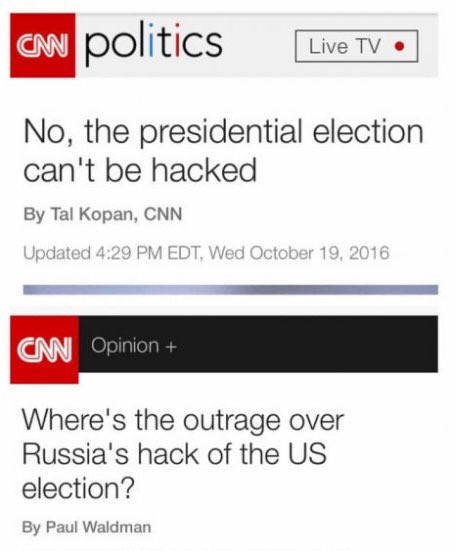 CNN politics Live TV
No, the presidential election
can't be hacked
By Tal Kopan, CNN
Updated 4:29 PM EDT, Wed October 19, 2016
CNN Opinion +
Where's the outrage over
Russia's hack of the US
election?
By Paul Waldman